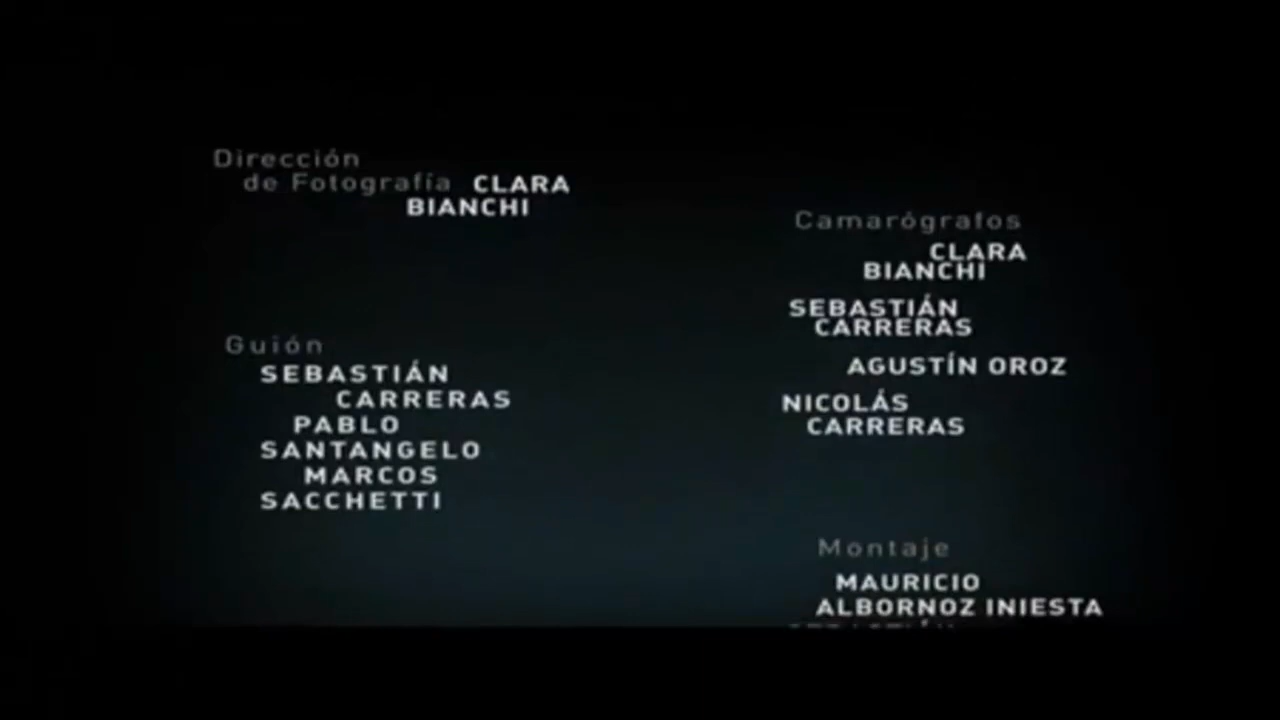 Dirección
de Fotografía CLARA
BIANCHI
Guión
SEBASTIÁN
CARRERAS
PABLO
SANTANGELO
MARCOS
SACCHETTI
Camarógrafos
CLARA
BIANCHI
SEBASTIÁN
CARRERAS
AGUSTÍN OROZ
NICOLÁS
CARRERAS
Montaje
MAURICIO
ALBORNOZ INIESTA